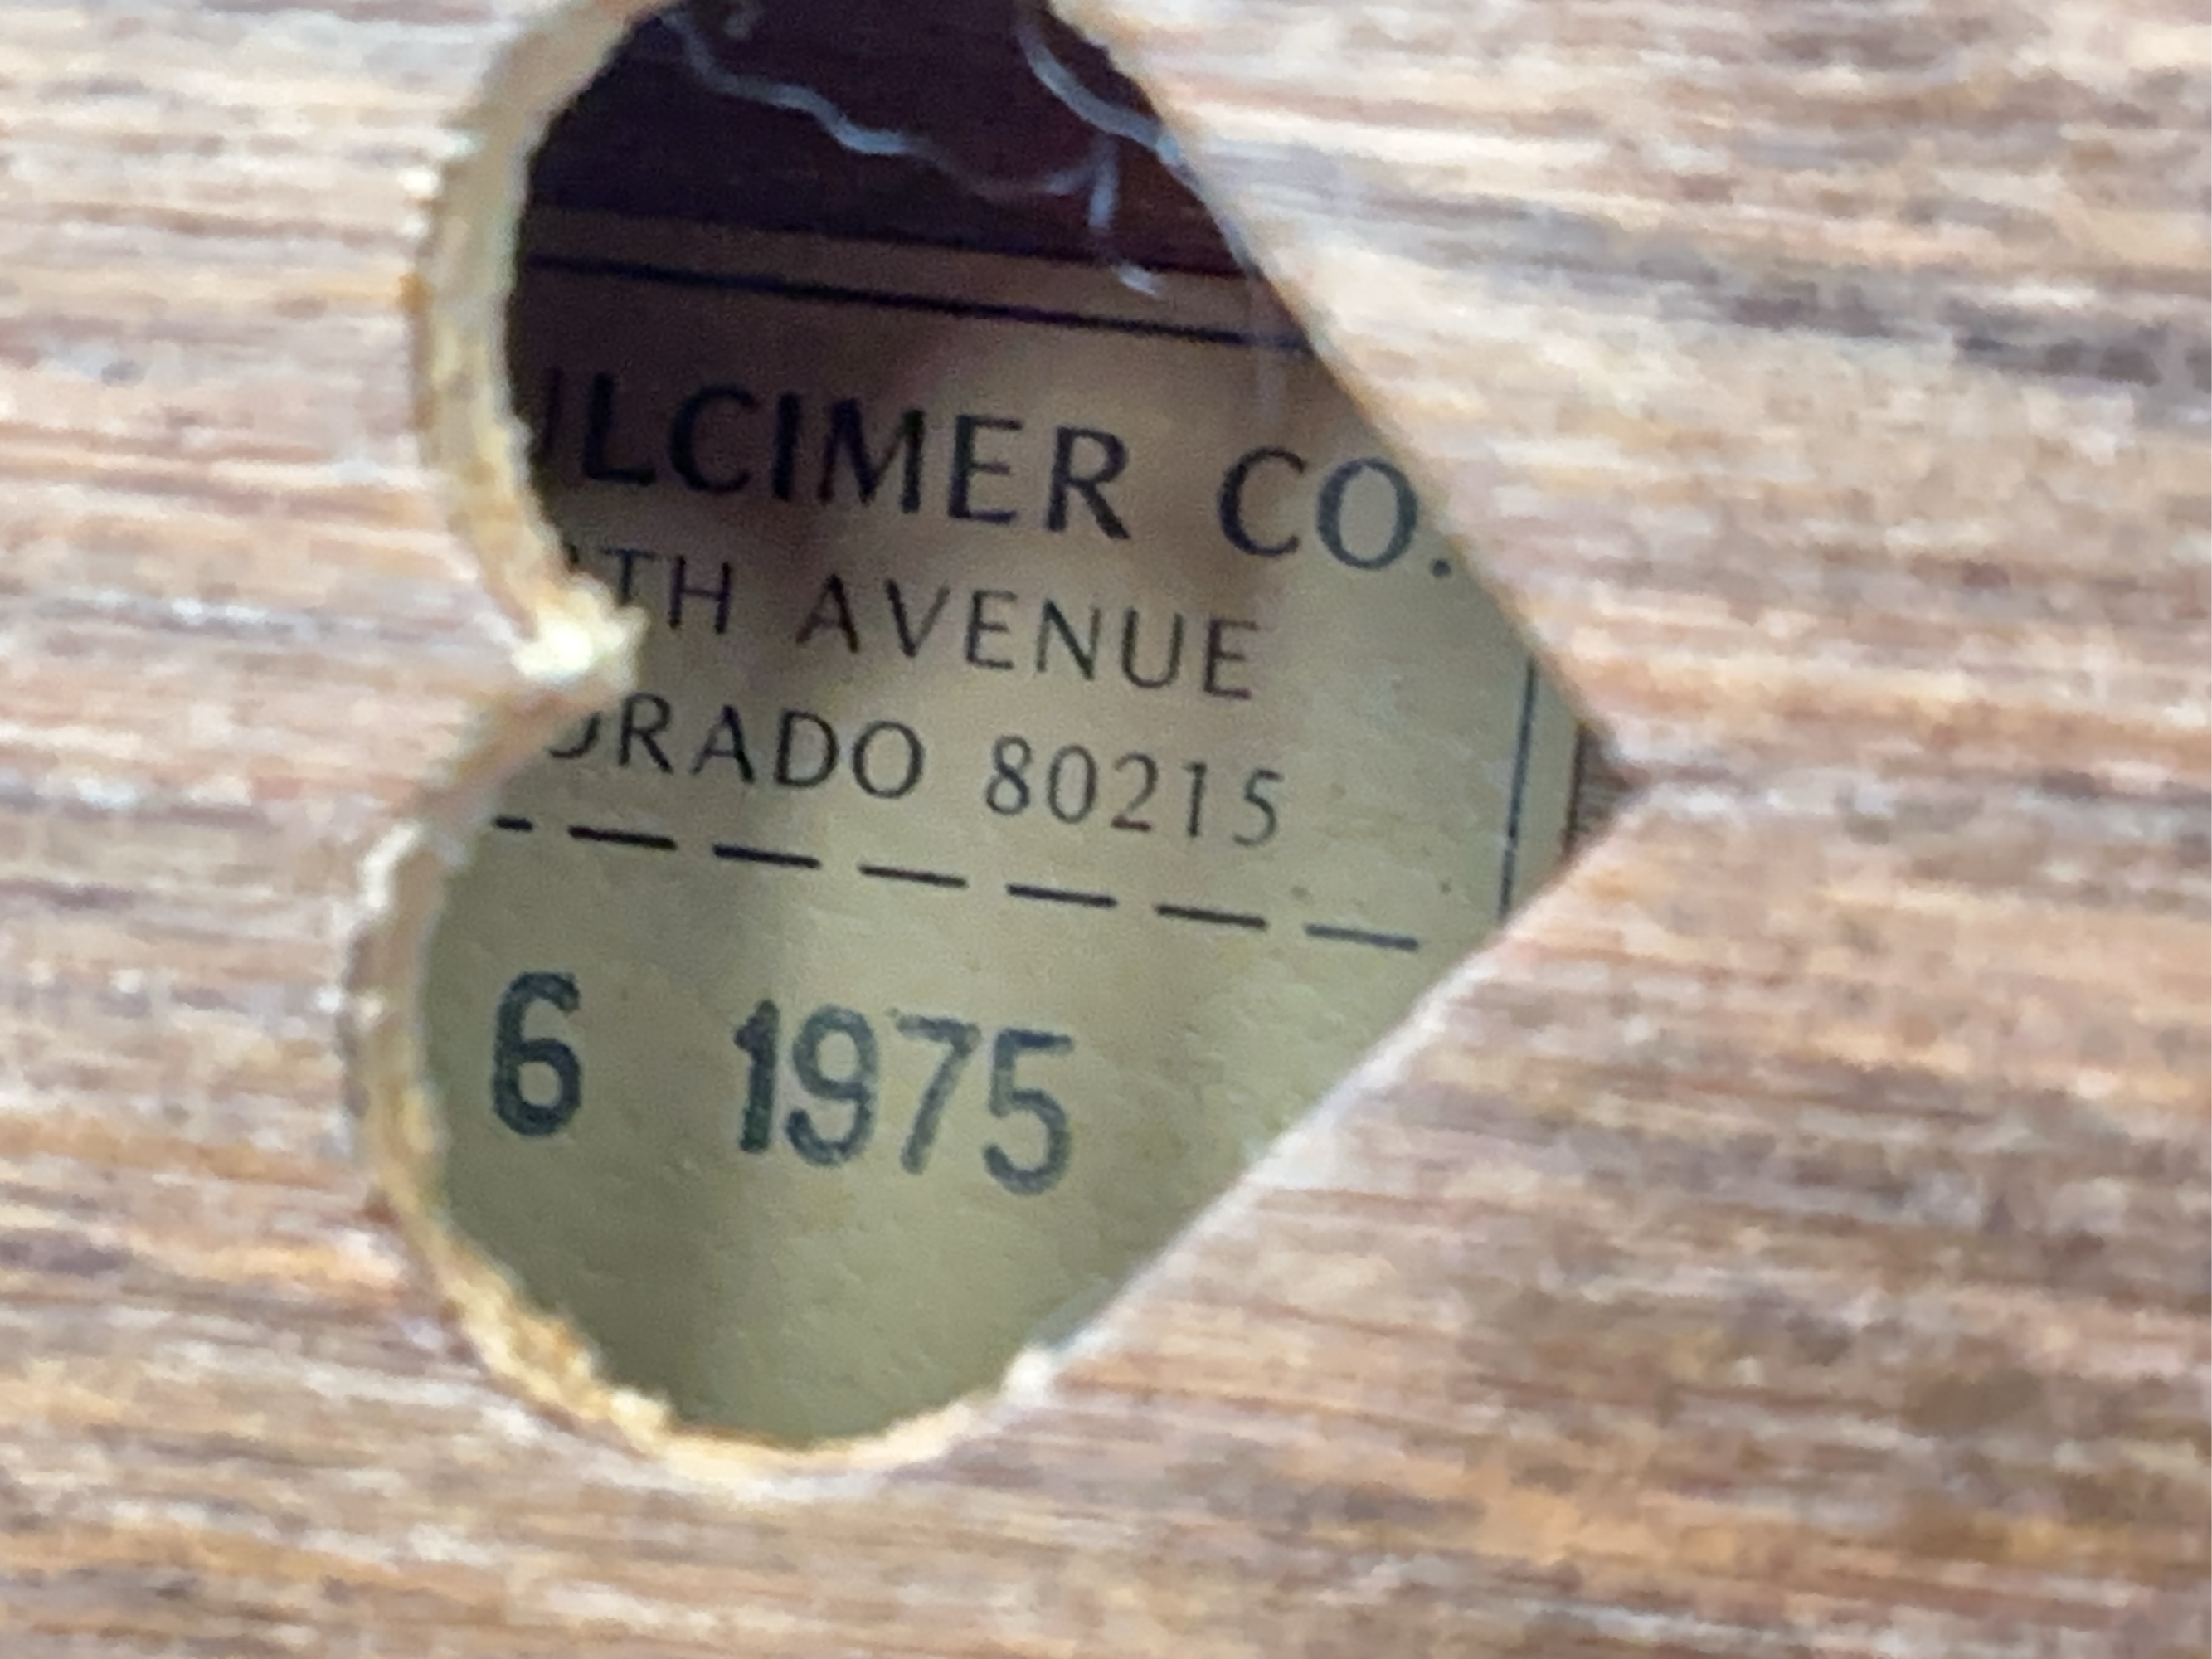 ULCIMER CO.
TH AVENUE
ORADO 80215
6 1975